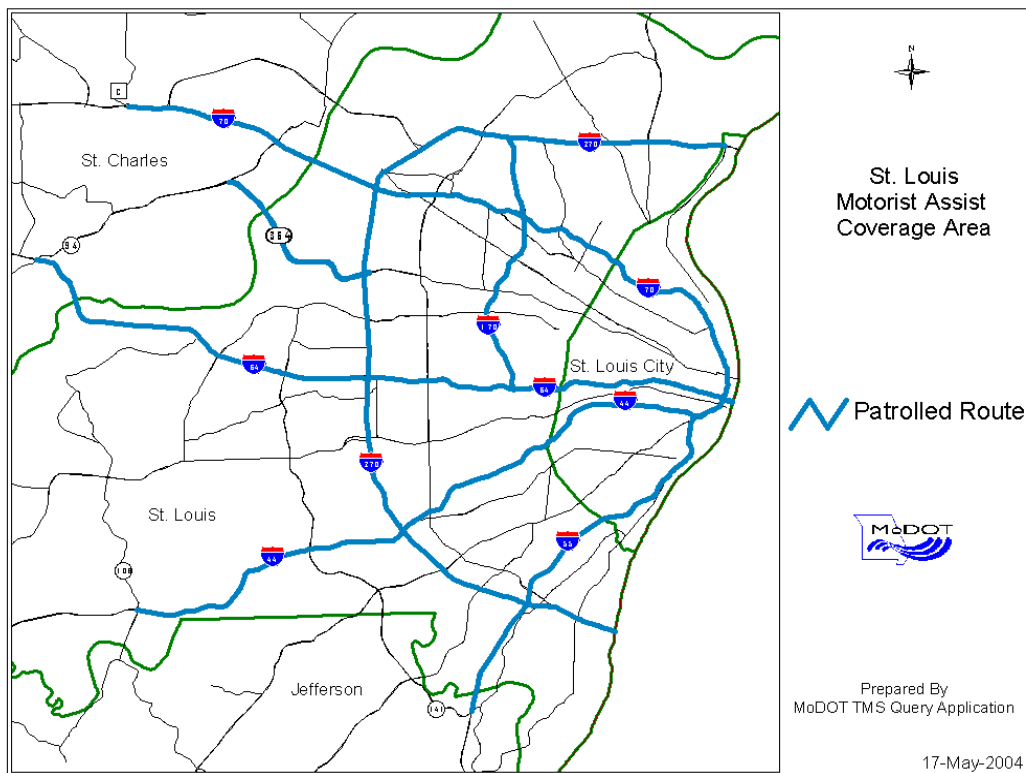 C
70
270
St. Charles
364
94
70
170
64
St. Louis City
64
44
270
St. Louis
44
55
108
Jefferson
141
N
St. Louis
Motorist Assist
Coverage Area
Patrolled Route
MoDOT
Prepared By
MoDOT TMS Query Application
17-May-2004